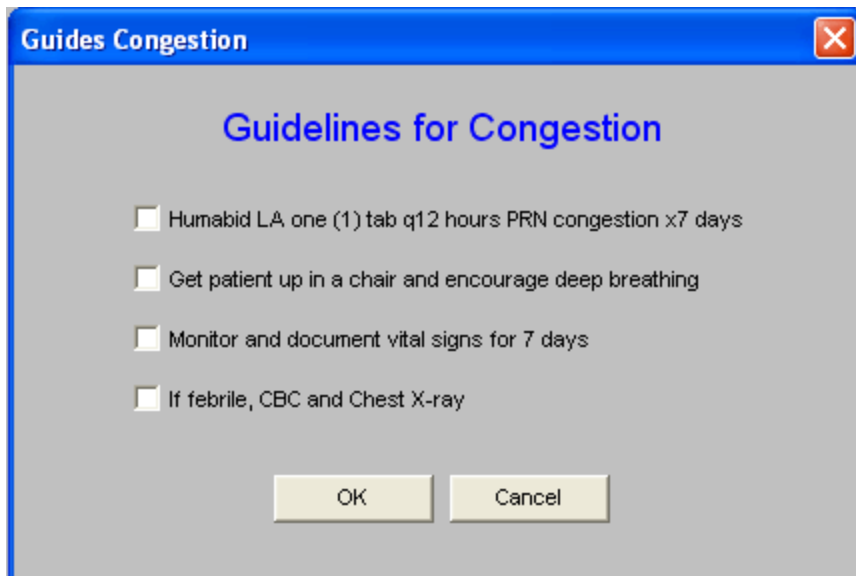 Guides Congestion
Guidelines for Congestion
Humabid LA one (1) tab q12 hours PRN congestion x7 days
Get patient up in a chair and encourage deep breathing
Monitor and document vital signs for 7 days
If febrile, CBC and Chest X-ray
OK
Cancel